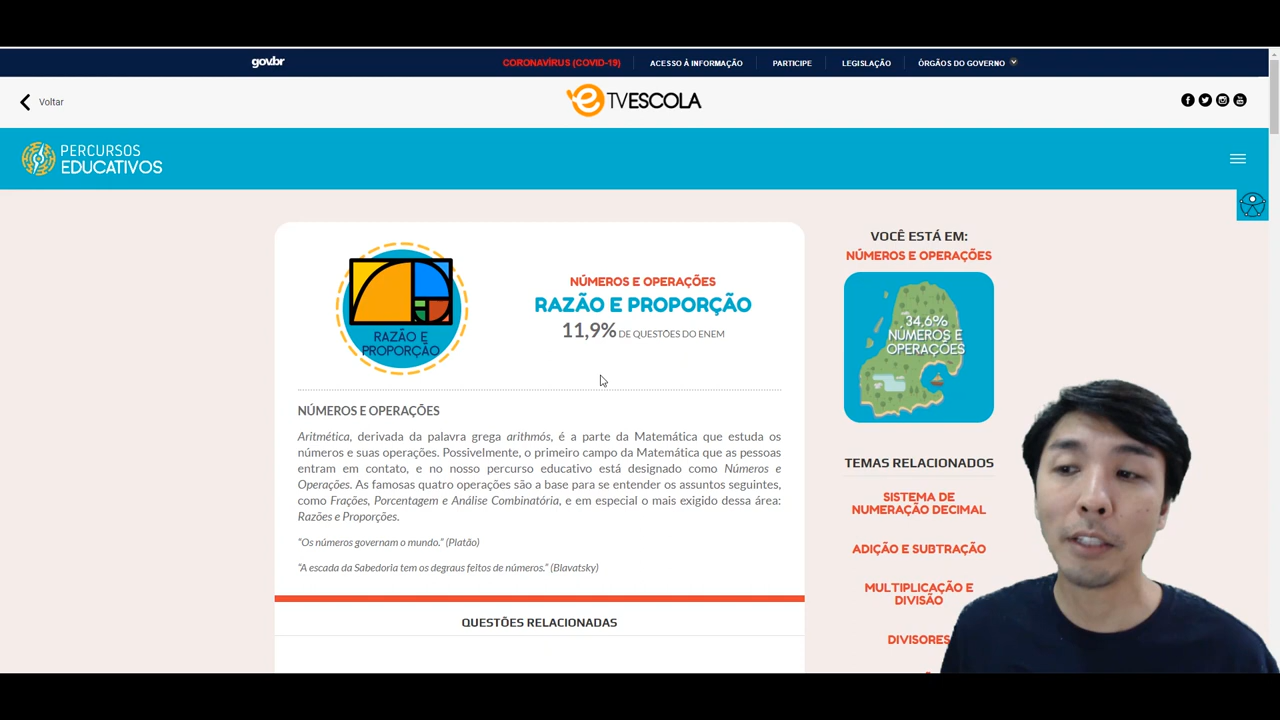 gov.br
CORONAVÍRUS (COVID-19)
ACESSO À INFORMAÇÃO
PARTICIPE
LEGISLAÇÃO
ÓRGÃOS DO GOVERNO
Voltar
e TVESCOLA
PERCURSOS
EDUCATIVOS
RAZÃO E
PROPORÇÃO
NÚMEROS E OPERAÇÕES
RAZÃO E PROPORÇÃO
11,9% DE QUESTÕES DO ENEM
NÚMEROS E OPERAÇÕES
Aritmética, derivada da palavra grega arithmós, é a parte da Matemática que estuda os
números e suas operações. Possivelmente, o primeiro campo da Matemática que as pessoas
entram em contato, e no nosso percurso educativo está designado como Números e
Operações. As famosas quatro operações são a base para se entender os assuntos seguintes,
como Frações, Porcentagem e Análise Combinatória, e em especial o mais exigido dessa área:
Razões e Proporções.
“Os números governam o mundo.” (Platão)
“A escada da Sabedoria tem os degraus feitos de números.” (Blavatsky)
QUESTÕES RELACIONADAS
VOCÊ ESTÁ EM:
NÚMEROS E OPERAÇÕES
34,6%
NÚMEROS E
OPERAÇÕES
TEMAS RELACIONADOS
SISTEMA DE
NUMERAÇÃO DECIMAL
ADIÇÃO E SUBTRAÇÃO
MULTIPLICAÇÃO E
DIVISÃO
DIVISORES